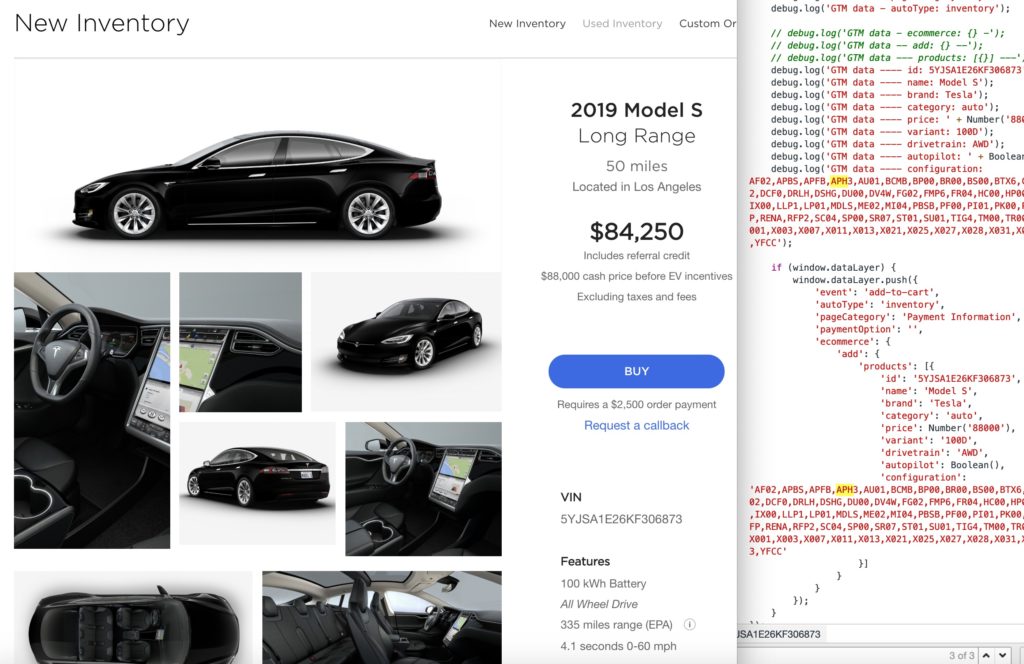 New Inventory
New Inventory Used Inventory Custom Or
2019 Model S
Long Range
50 miles
Located in Los Angeles
$84,250
Includes referral credit
$88,000 cash price before EV incentives
Excluding taxes and fees
BUY
Requires a $2,500 order payment
Request a callback
VIN
5YJSA1E26KF306873
Features
100 kWh Battery
All Wheel Drive
335 miles range (EPA)
4.1 seconds 0-60 mph
debug.log('GTM data - autoType: inventory');
// debug.log('GTM data - ecommerce: {} -');
// debug.log('GTM data -- add: {} --');
// debug.log('GTM data --- products: [{}] ---'
debug.log('GTM data ---- id: 5YJSA1E26KF306873
debug.log('GTM data ---- name: Model S');
debug.log('GTM data ---- brand: Tesla');
debug.log('GTM data ---- category: auto');
debug.log('GTM data ---- price: ' + Number('880
debug.log('GTM data ---- variant: 100D');
debug.log('GTM data ---- drivetrain: AWD');
debug.log('GTM data ---- autopilot: ' + Boolean
debug.log('GTM data ---- configuration:
AF02,APBS,APFB,APH3,AU01,BCMB,BP00,BR00,BS00,BTX6,C
2,DCF0,DRLH,DSHG,DU00,DV4W,FG02,FMP6,FR04,HC00,HP00
IX00,LLP1,LP01,MDLS,ME02,MI04,PBSB,PF00,PI01,PK00,R
P,RENA,RFP2,SC04,SP00,SR07,ST01,SU01,TIG4,TM00,TR00
001,X003,X007,X011,X013,X021,X025,X027,X028,X031,X0
,YFCC');
if (window.dataLayer) {
window.dataLayer.push({
'event': 'add-to-cart',
'autoType': 'inventory',
'pageCategory': 'Payment Information',
'paymentOption': '',
'ecommerce': {
'add': {
'products': [{
'id': '5YJSA1E26KF306873',
'name': 'Model S',
'brand': 'Tesla',
'category': 'auto',
'price': Number('88000'),
'variant': '100D',
'drivetrain': 'AWD',
'autopilot': Boolean(),
'configuration':
'AF02,APBS,APFB,APH3,AU01,BCMB,BP00,BR00,BS00,BTX6,
02,DCF0,DRLH,DSHG,DU00,DV4W,FG02,FMP6,FR04,HC00,HP0
,IX00,LLP1,LP01,MDLS,ME02,MI04,PBSB,PF00,PI01,PK00,
FP,RENA,RFP2,SC04,SP00,SR07,ST01,SU01,TIG4,TM00,TR0
X001,X003,X007,X011,X013,X021,X025,X027,X028,X031,X
3,YFCC'
}]
}
}
});
}
JSA1E26KF306873
3 of 3